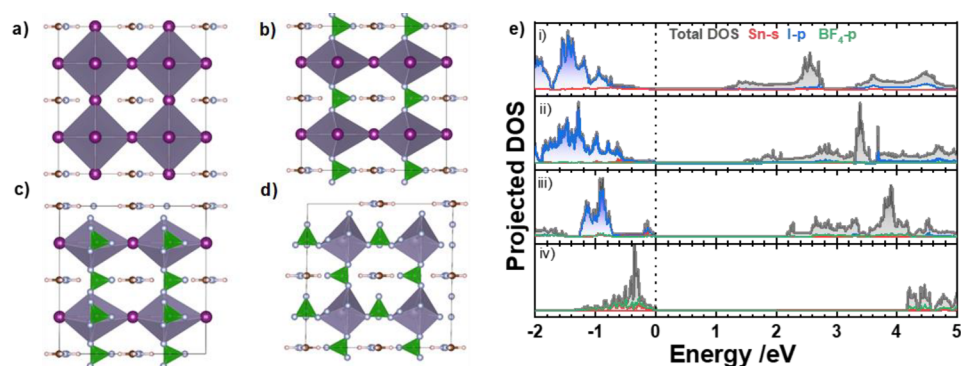 a)
b)
c)
d)
e)
Total DOS Sn-s I-p BF₄-p
i)
ii)
iii)
iv)
Projected DOS
-2 -1 0 1 2 3 4 5
Energy /eV